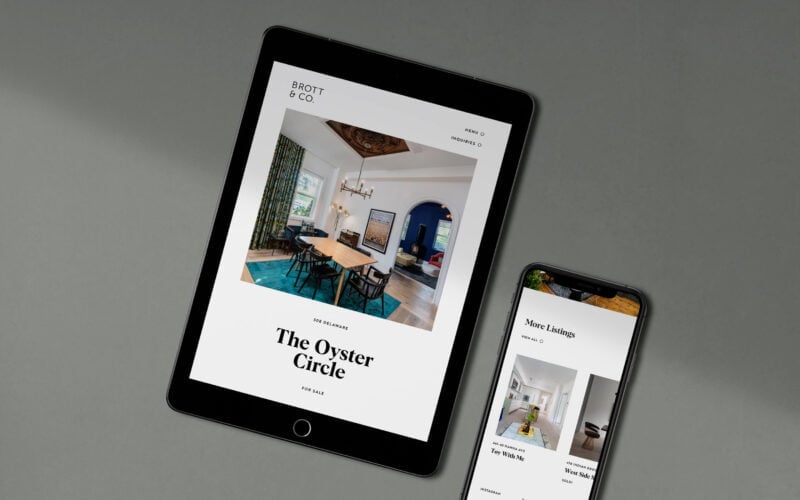 BROTT
& CO.
MENU
INQUIRIES
308 DELAWARE
The Oyster
Circle
FOR SALE
More Listings
VIEW ALL
Toy With Me
West Side
INSTAGRAM